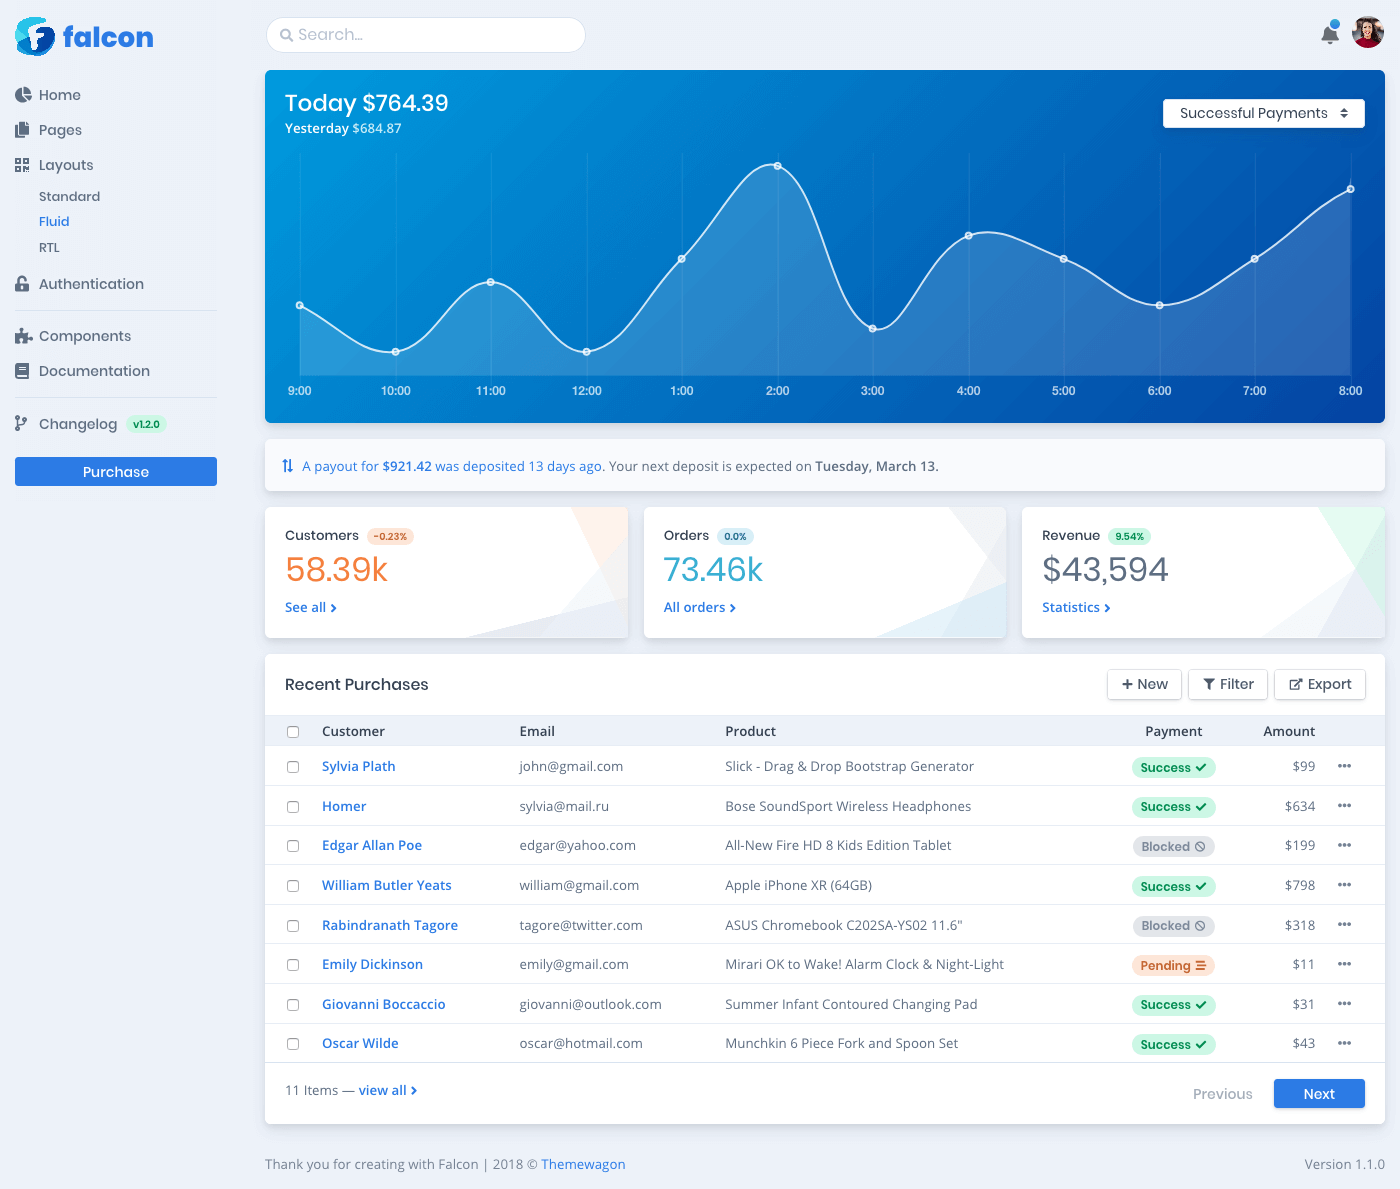 falcon
Search...
Home
Pages
Layouts
Standard
Fluid
RTL
Authentication
Components
Documentation
Changelog v1.2.0
Purchase
Today $764.39
Yesterday $684.87
Successful Payments
9:00 10:00 11:00 12:00 1:00 2:00 3:00 4:00 5:00 6:00 7:00 8:00
A payout for $921.42 was deposited 13 days ago. Your next deposit is expected on Tuesday, March 13.
Customers -0.23%
58.39k
See all
Orders 0.0%
73.46k
All orders
Revenue 9.54%
$43,594
Statistics
Recent Purchases
New Filter Export
Customer Email Product Payment Amount
Sylvia Plath john@gmail.com Slick - Drag & Drop Bootstrap Generator Success $99
Homer sylvia@mail.ru Bose SoundSport Wireless Headphones Success $634
Edgar Allan Poe edgar@yahoo.com All-New Fire HD 8 Kids Edition Tablet Blocked $199
William Butler Yeats william@gmail.com Apple iPhone XR (64GB) Success $798
Rabindranath Tagore tagore@twitter.com ASUS Chromebook C202SA-YS02 11.6" Blocked $318
Emily Dickinson emily@gmail.com Mirari OK to Wake! Alarm Clock & Night-Light Pending $11
Giovanni Boccaccio giovanni@outlook.com Summer Infant Contoured Changing Pad Success $31
Oscar Wilde oscar@hotmail.com Munchkin 6 Piece Fork and Spoon Set Success $43
11 Items — view all
Previous Next
Thank you for creating with Falcon | 2018 © Themewagon
Version 1.1.0